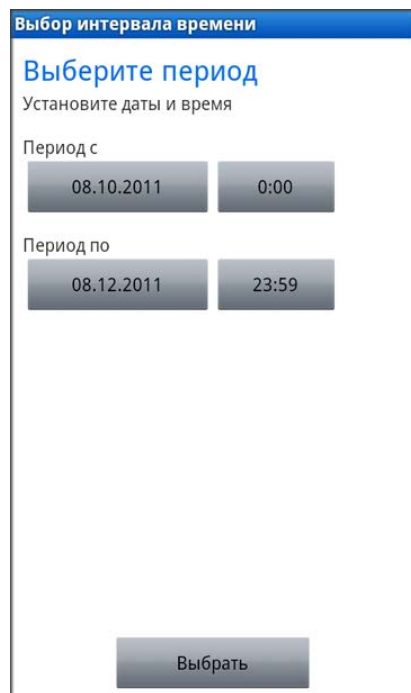 Выбор интервала времени
Выберите период
Установите даты и время
Период с
08.10.2011 0:00
Период по
08.12.2011 23:59
Выбрать